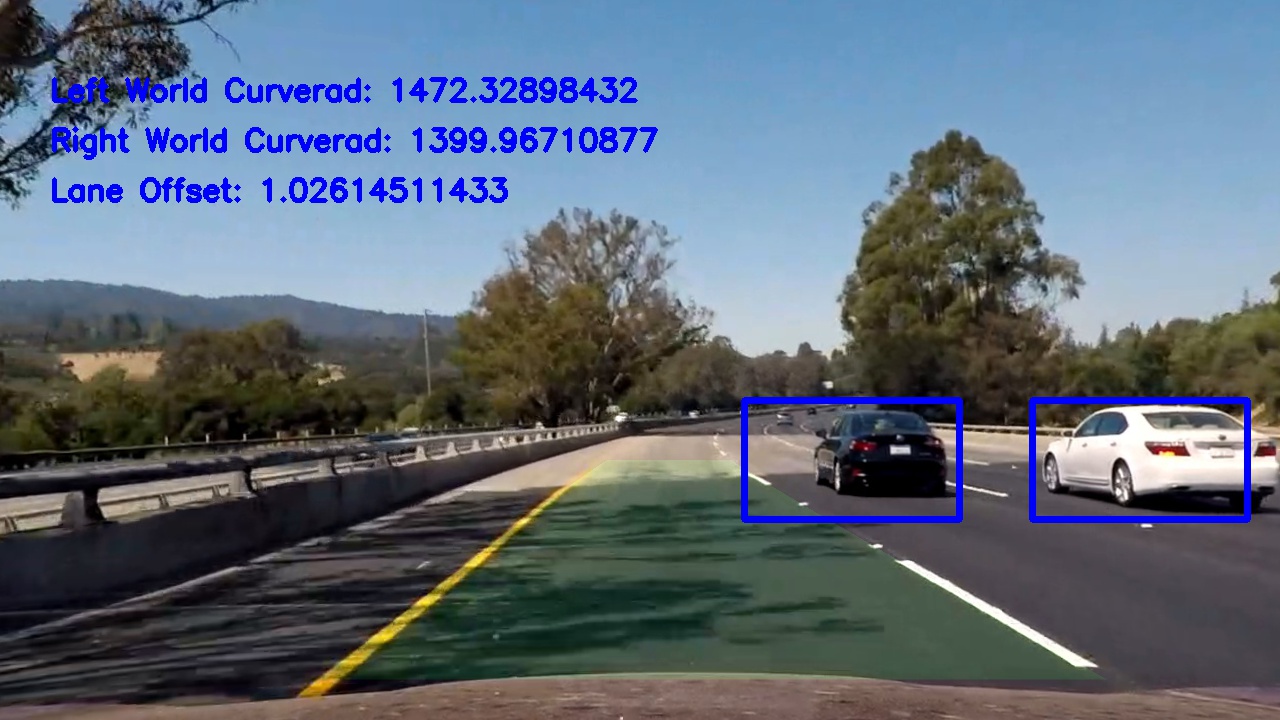 Left World Curverad: 1472.32898432
Right World Curverad: 1399.96710877
Lane Offset: 1.02614511433